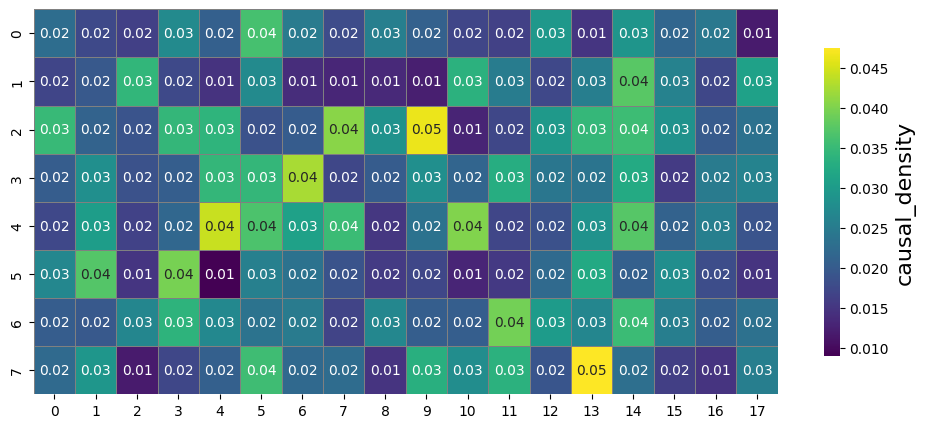 0 0.02 0.02 0.02 0.03 0.02 0.04 0.02 0.02 0.03 0.02 0.02 0.02 0.03 0.01 0.03 0.02 0.02 0.01
1 0.02 0.02 0.03 0.02 0.01 0.03 0.01 0.01 0.01 0.01 0.03 0.03 0.02 0.03 0.04 0.03 0.02 0.03
2 0.03 0.02 0.02 0.03 0.03 0.02 0.02 0.04 0.03 0.05 0.01 0.02 0.03 0.03 0.04 0.03 0.02 0.02
3 0.02 0.03 0.02 0.02 0.03 0.03 0.04 0.02 0.02 0.03 0.02 0.03 0.02 0.02 0.03 0.02 0.02 0.03
4 0.02 0.03 0.02 0.02 0.04 0.04 0.03 0.04 0.02 0.02 0.04 0.02 0.02 0.03 0.04 0.02 0.03 0.02
5 0.03 0.04 0.01 0.04 0.01 0.03 0.02 0.02 0.02 0.02 0.01 0.02 0.02 0.03 0.02 0.03 0.02 0.01
6 0.02 0.02 0.03 0.03 0.03 0.02 0.02 0.02 0.03 0.02 0.02 0.04 0.03 0.03 0.04 0.03 0.02 0.02
7 0.02 0.03 0.01 0.02 0.02 0.04 0.02 0.02 0.01 0.03 0.03 0.03 0.02 0.05 0.02 0.02 0.01 0.03
0 1 2 3 4 5 6 7 8 9 10 11 12 13 14 15 16 17
0.045
0.040
0.035
0.030
0.025
0.020
0.015
0.010
causal_density